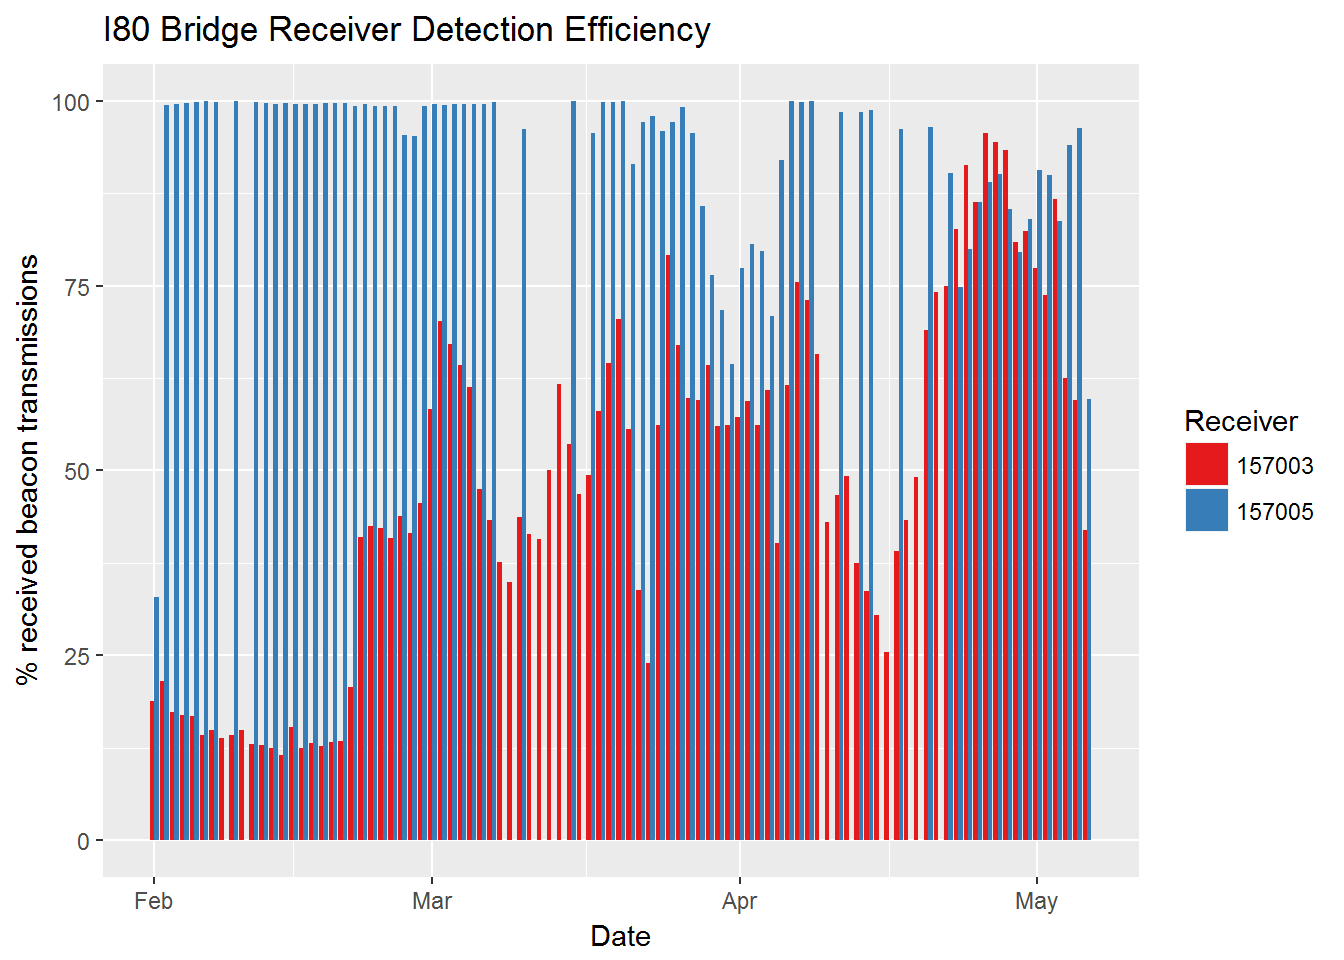 I80 Bridge Receiver Detection Efficiency
100
75
50
25
0
% received beacon transmissions
Feb
Mar
Apr
May
Date
Receiver
157003
157005